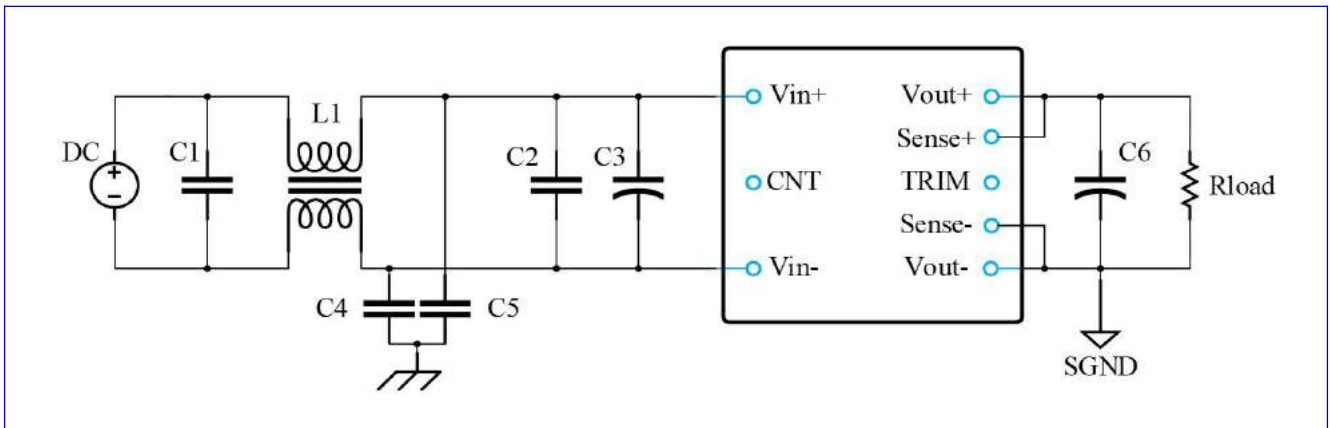 L1
DC
C1
C2
C3
C4
C5
Vin+
CNT
Vin-
Vout+
Sense+
TRIM
Sense-
Vout-
C6
Rload
SGND